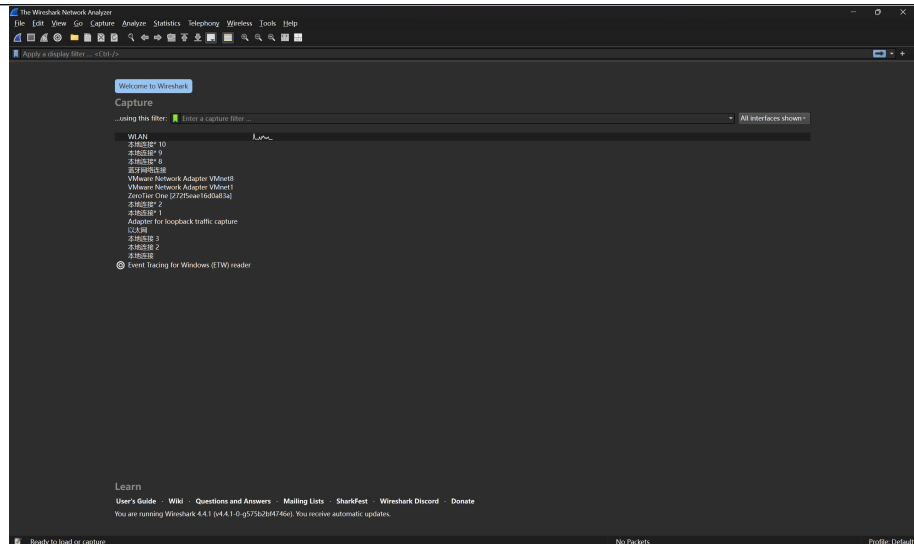 The Wireshark Network Analyzer
File Edit View Go Capture Analyze Statistics Telephony Wireless Tools Help
Apply a display filter ... <Ctrl-/>
Welcome to Wireshark
Capture
...using this filter: Enter a capture filter ... All interfaces shown
WLAN
本地连接* 10
本地连接* 9
本地连接* 8
蓝牙网络连接
VMware Network Adapter VMnet8
VMware Network Adapter VMnet1
ZeroTier One [272f5eae16d0a83a]
本地连接* 2
本地连接* 1
Adapter for loopback traffic capture
以太网
本地连接 3
本地连接 2
本地连接
Event Tracing for Windows (ETW) reader
Learn
User's Guide · Wiki · Questions and Answers · Mailing Lists · SharkFest · Wireshark Discord · Donate
You are running Wireshark 4.4.1 (v4.4.1-0-g575b2bf4746e). You receive automatic updates.
Ready to load or capture No Packets Profile: Default